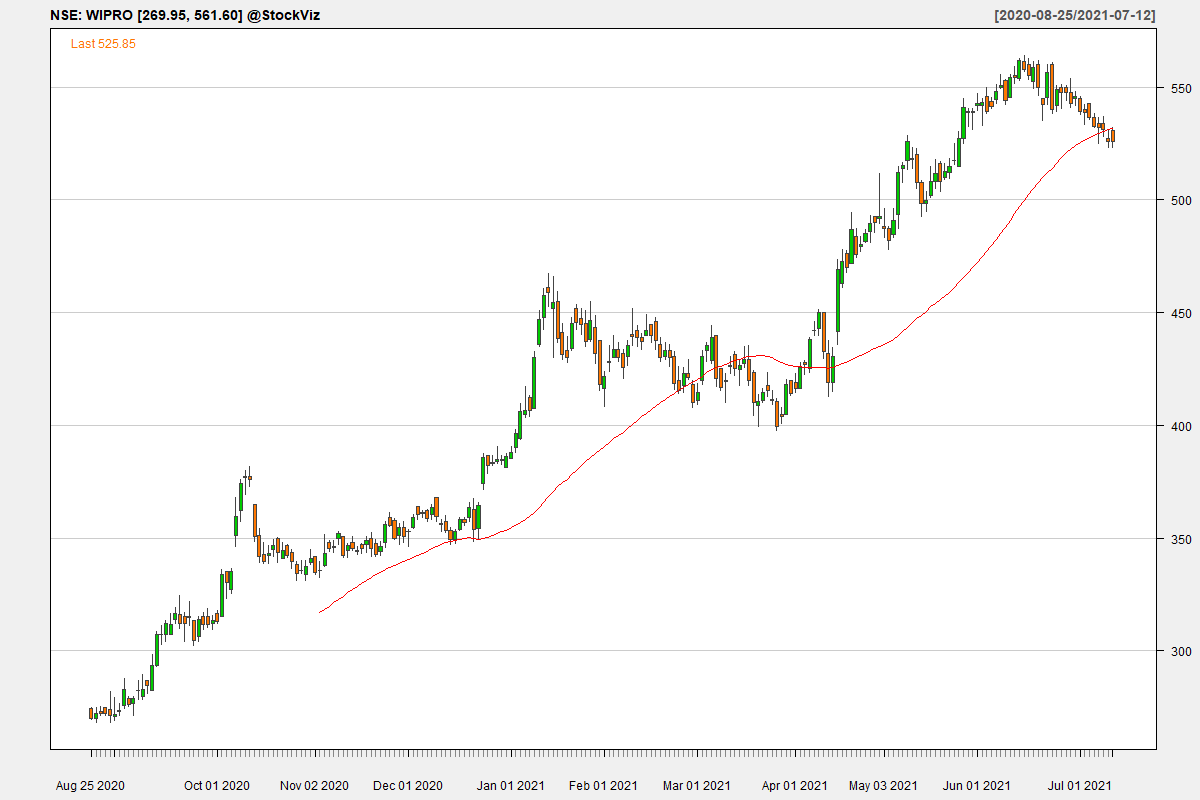 NSE: WIPRO [269.95, 561.60] @StockViz [2020-08-25/2021-07-12]
Last 525.85
550
500
450
400
350
300
Aug 25 2020 Oct 01 2020 Nov 02 2020 Dec 01 2020 Jan 01 2021 Feb 01 2021 Mar 01 2021 Apr 01 2021 May 03 2021 Jun 01 2021 Jul 01 2021